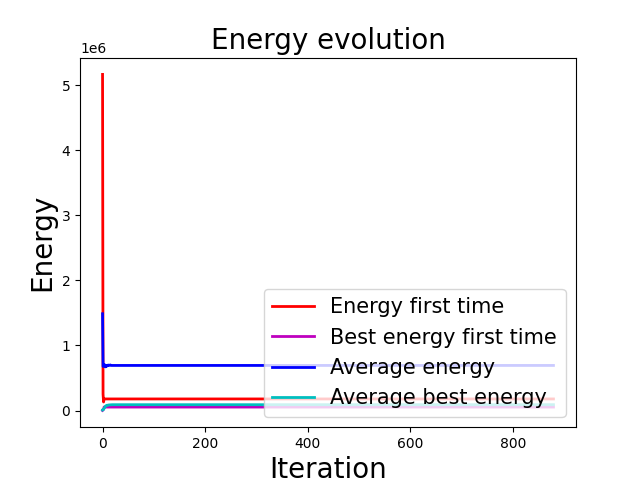 Energy evolution
1e6
5
4
3
2
1
0
Energy
Energy first time
Best energy first time
Average energy
Average best energy
0 200 400 600 800
Iteration